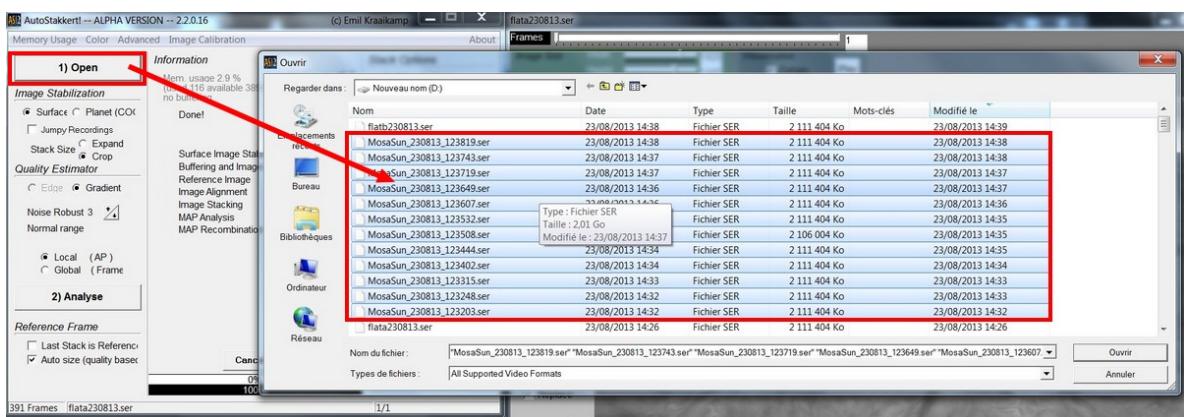 AutoStakkert! -- ALPHA VERSION -- 2.2.0.16 (c) Emil Kraaikamp
flata230813.ser
Memory Usage Color Advanced Image Calibration About
Frames 1
1) Open
Information
Mem. usage 2.9 %
Done!
Image Stabilization
Surface Planet (COG
Jumpy Recordings
Stack Size Expand
Crop
Surface Image
Buffering and Imag
Reference Image
Image Alignment
Image Stacking
MAP Analysis
MAP Recombinatio
Quality Estimator
Edge Gradient
Noise Robust 3
Normal range
Local (AP)
Global (Frame
2) Analyse
Reference Frame
Last Stack is Referenc
Auto size (quality based
Canc
0%
100
391 Frames flata230813.ser 1/1
Ouvrir
Regarder dans : Nouveau nom (D:)
Emplacements
Bureau
Bibliothèques
Ordinateur
Réseau
Nom Date Type Taille Mots-clés Modifié le
flatb230813.ser 23/08/2013 14:38 Fichier SER 2 111 404 Ko 23/08/2013 14:39
MosaSun_230813_123819.ser 23/08/2013 14:38 Fichier SER 2 111 404 Ko 23/08/2013 14:38
MosaSun_230813_123743.ser 23/08/2013 14:37 Fichier SER 2 111 404 Ko 23/08/2013 14:38
MosaSun_230813_123719.ser 23/08/2013 14:37 Fichier SER 2 111 404 Ko 23/08/2013 14:37
MosaSun_230813_123649.ser 23/08/2013 14:36 Fichier SER 2 111 404 Ko 23/08/2013 14:37
MosaSun_230813_123607.ser 23/08/2013 14:36 Fichier SER 2 111 404 Ko 23/08/2013 14:36
MosaSun_230813_123532.ser Fichier SER 2 111 404 Ko 23/08/2013 14:35
MosaSun_230813_123508.ser Fichier SER 2 106 004 Ko 23/08/2013 14:35
MosaSun_230813_123444.ser 23/08/2013 14:34 Fichier SER 2 111 404 Ko 23/08/2013 14:35
MosaSun_230813_123402.ser 23/08/2013 14:34 Fichier SER 2 111 404 Ko 23/08/2013 14:34
MosaSun_230813_123315.ser 23/08/2013 14:33 Fichier SER 2 111 404 Ko 23/08/2013 14:33
MosaSun_230813_123248.ser 23/08/2013 14:32 Fichier SER 2 111 404 Ko 23/08/2013 14:33
MosaSun_230813_123203.ser 23/08/2013 14:32 Fichier SER 2 111 404 Ko 23/08/2013 14:32
flata230813.ser 23/08/2013 14:26 Fichier SER 2 111 404 Ko 23/08/2013 14:26
Type : Fichier SER
Taille : 2,01 Go
Modifié le : 23/08/2013 14:37
Nom du fichier : "MosaSun_230813_123819.ser" "MosaSun_230813_123743.ser" "MosaSun_230813_123719.ser" "MosaSun_230813_123649.ser" "MosaSun_230813_123607. Ouvrir
Types de fichiers : All Supported Video Formats Annuler